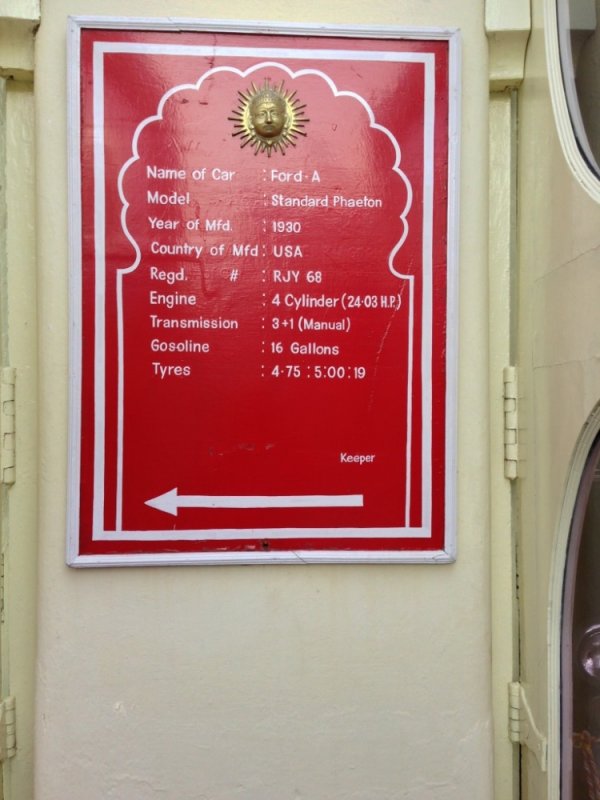 Name of Car : Ford-A
Model : Standard Phaeton
Year of Mfd. : 1930
Country of Mfd : USA
Regd. # : RJY 68
Engine : 4 Cylinder (24·03 H.P.)
Transmission : 3+1 (Manual)
Gosoline : 16 Gallons
Tyres : 4·75 : 5:00 : 19
Keeper